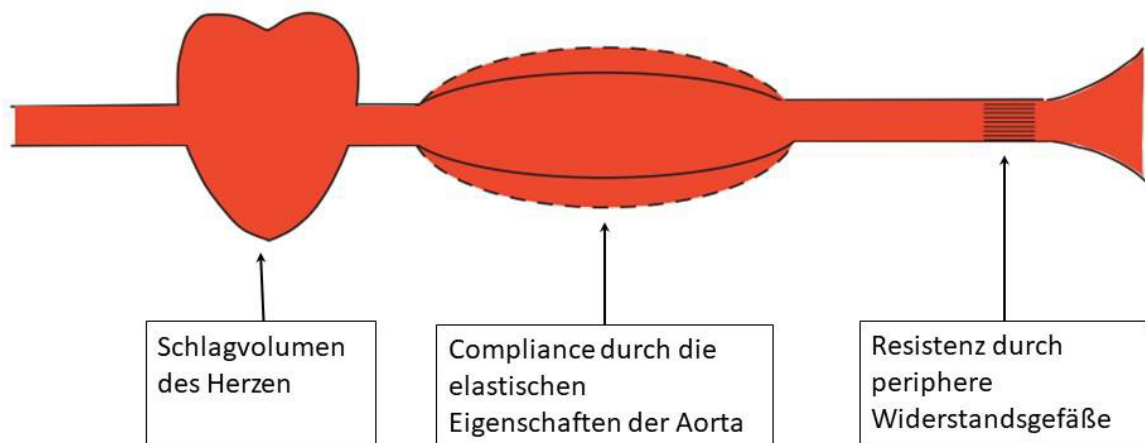 Schlagvolumen
des Herzen
Compliance durch die
elastischen
Eigenschaften der Aorta
Resistenz durch
periphere
Widerstandsgefäße